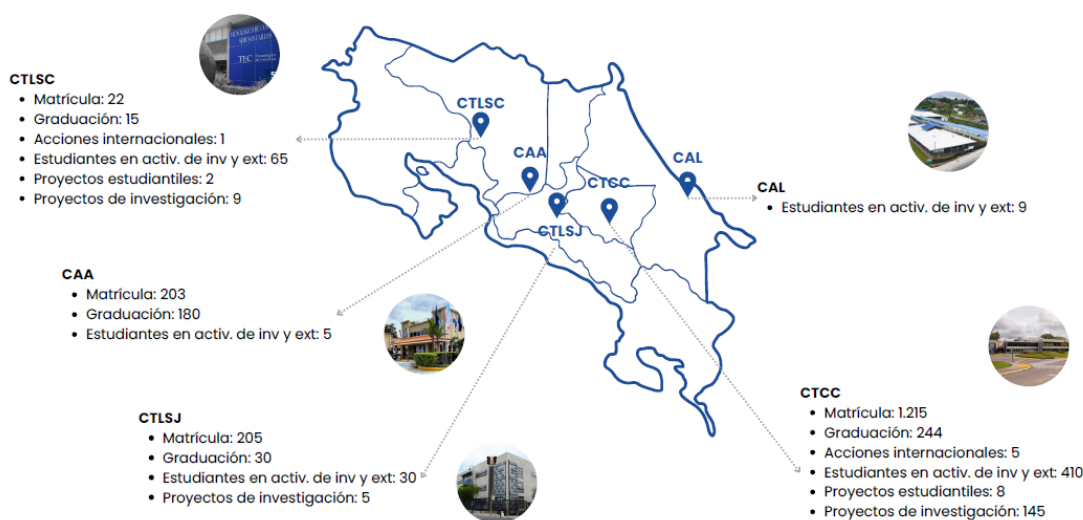 TEC
CTLSC
• Matrícula: 22
• Graduación: 15
• Acciones internacionales: 1
• Estudiantes en activ. de inv y ext: 65
• Proyectos estudiantiles: 2
• Proyectos de investigación: 9
CTLSC
CAA
CAL
CTCC
CTLSJ
CAL
• Estudiantes en activ. de inv y ext: 9
CAA
• Matrícula: 203
• Graduación: 180
• Estudiantes en activ. de inv y ext: 5
CTLSJ
• Matrícula: 205
• Graduación: 30
• Estudiantes en activ. de inv y ext: 30
• Proyectos de investigación: 5
CTCC
• Matrícula: 1.215
• Graduación: 244
• Acciones internacionales: 5
• Estudiantes en activ. de inv y ext: 410
• Proyectos estudiantiles: 8
• Proyectos de investigación: 145